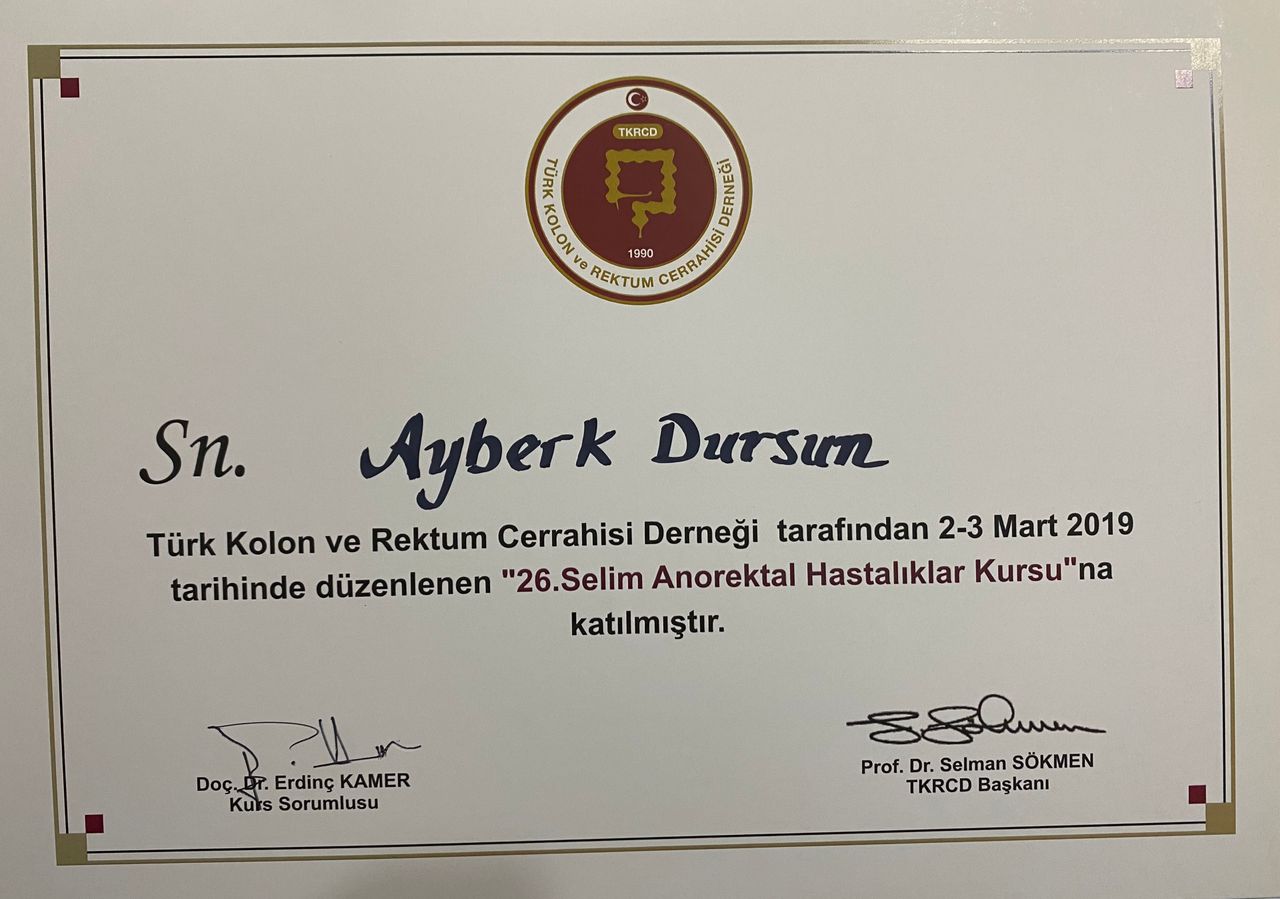 TKRCD
TÜRK KOLON ve REKTUM CERRAHİSİ DERNEĞİ
1990
Sn. Ayberk Dursun
Türk Kolon ve Rektum Cerrahisi Derneği tarafından 2-3 Mart 2019
tarihinde düzenlenen "26.Selim Anorektal Hastalıklar Kursu"na
katılmıştır.
Doç. Dr. Erdinç KAMER
Kurs Sorumlusu
Prof. Dr. Selman SÖKMEN
TKRCD Başkanı